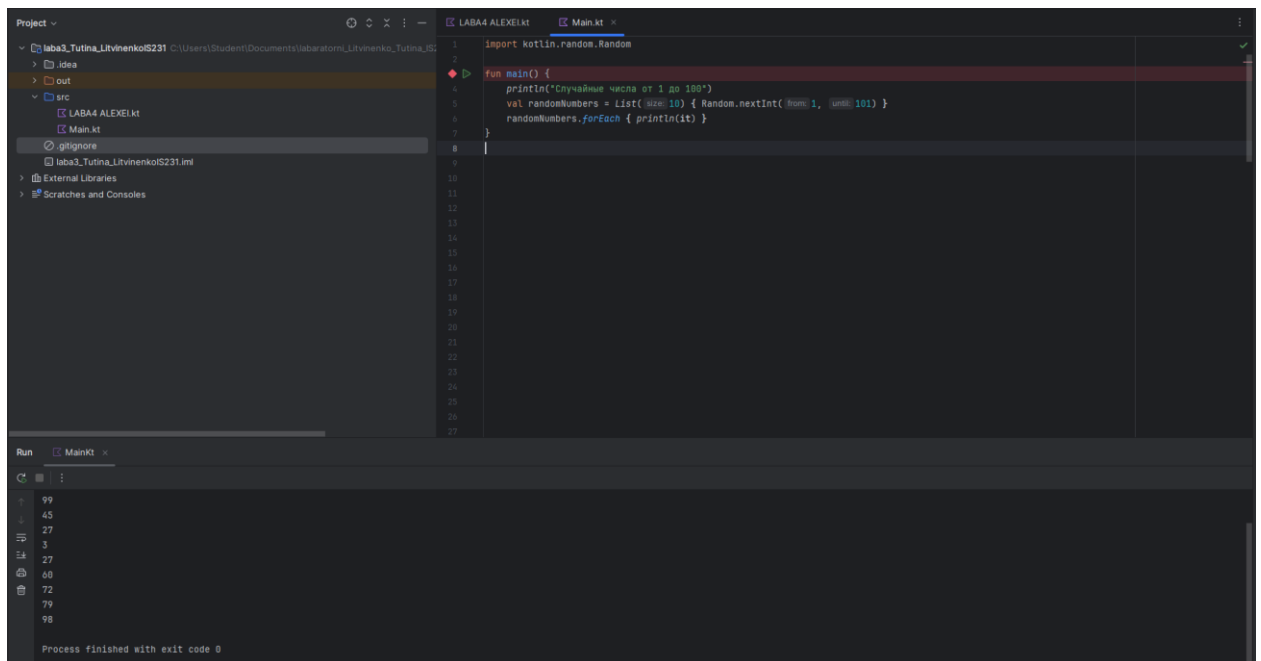 Project
laba3_Tutina_LitvinenkoIS231 C:\Users\Student\Documents\labaratorni_Litvinenko_Tutina_IS2
.idea
out
src
LABA4 ALEXEI.kt
Main.kt
.gitignore
laba3_Tutina_LitvinenkoIS231.iml
External Libraries
Scratches and Consoles
LABA4 ALEXEI.kt Main.kt
1 import kotlin.random.Random
2
fun main() {
4 println("Случайные числа от 1 до 100")
5 val randomNumbers = List( size: 10) { Random.nextInt( from: 1, until: 101) }
6 randomNumbers.forEach { println(it) }
7 }
8
9
10
11
12
13
14
15
16
17
18
19
20
21
22
23
24
25
26
27
Run MainKt
99
45
27
3
27
60
72
79
98
Process finished with exit code 0